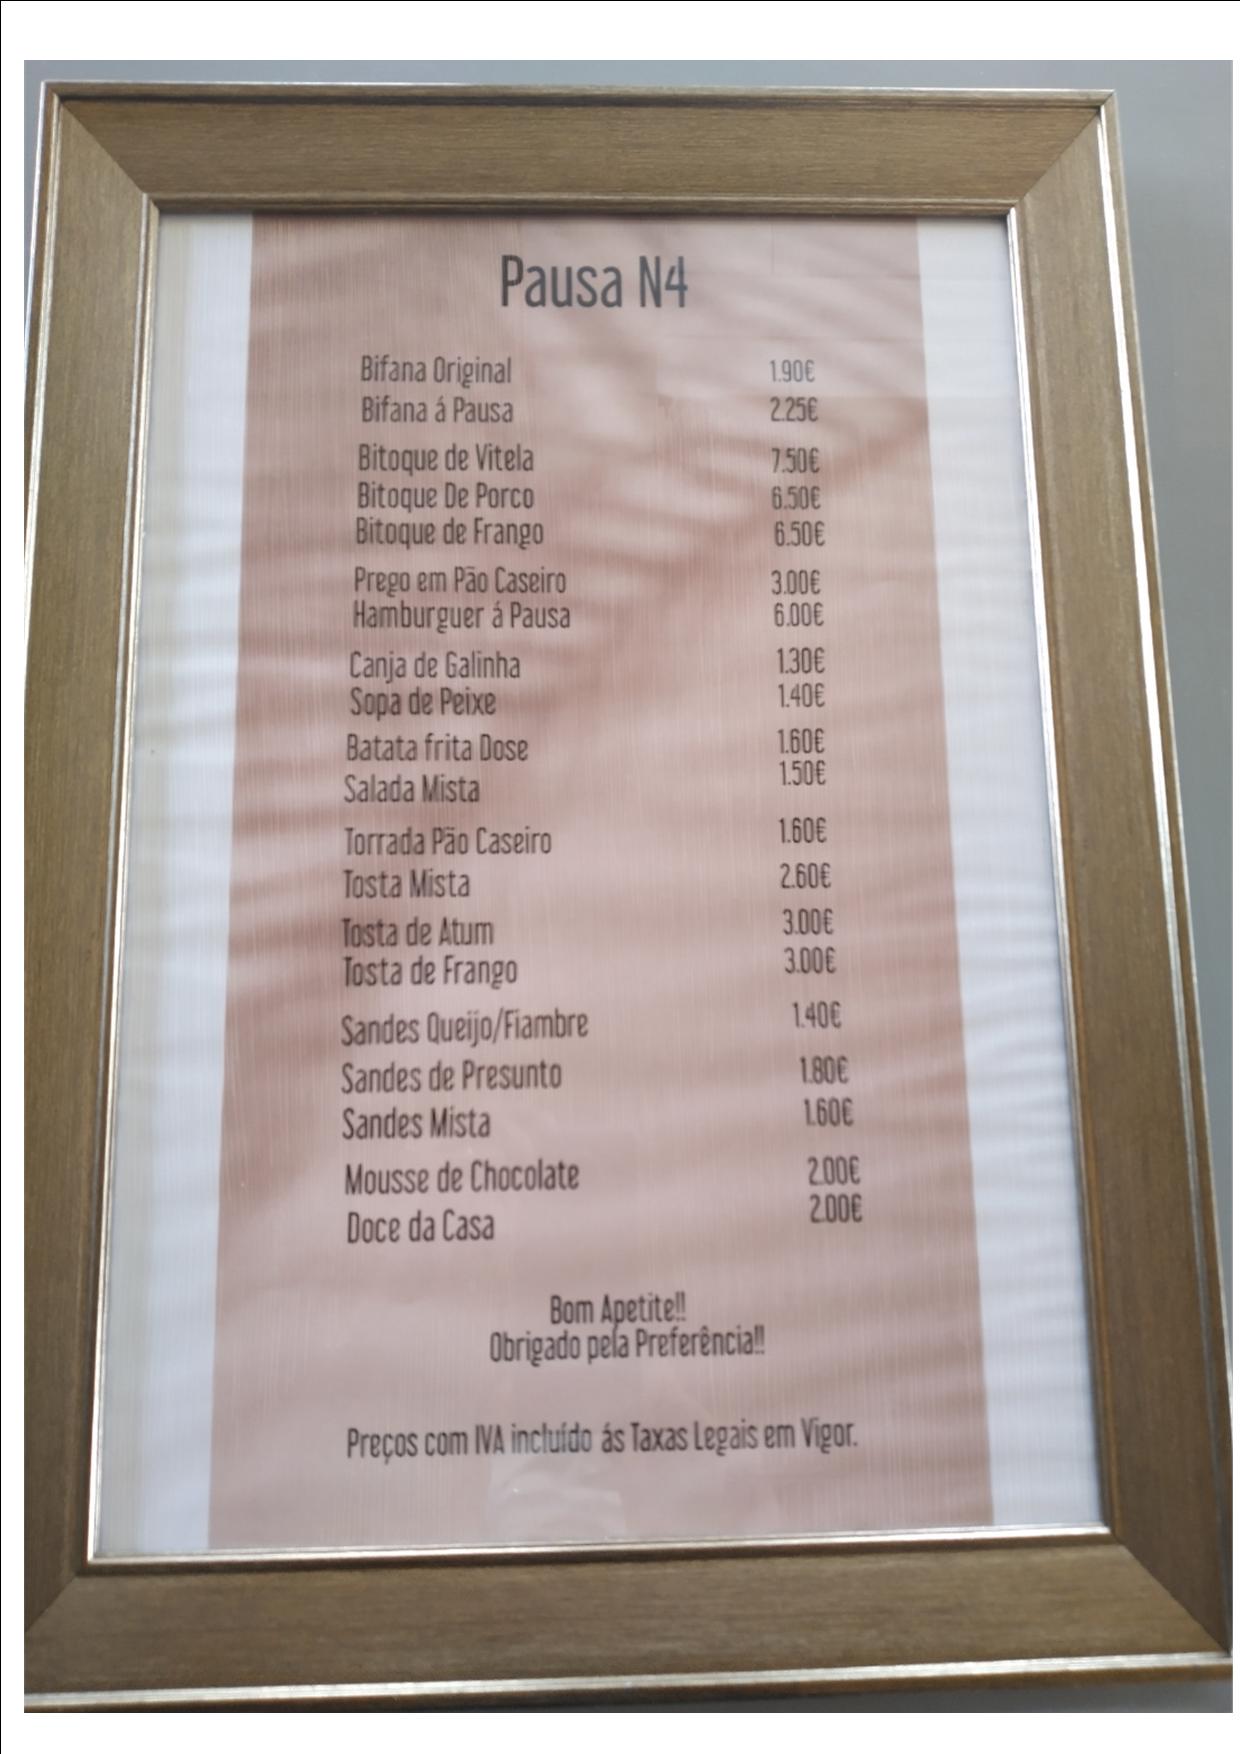 Pausa N4
Bifana Original 1.90€
Bifana á Pausa 2.25€
Bitoque de Vitela 7.50€
Bitoque De Porco 6.50€
Bitoque de Frango 6.50€
Prego em Pão Caseiro 3.00€
Hamburguer á Pausa 6.00€
Canja de Galinha 1.30€
Sopa de Peixe 1.40€
Batata frita Dose 1.60€
Salada Mista 1.50€
Torrada Pão Caseiro 1.60€
Tosta Mista 2.60€
Tosta de Atum 3.00€
Tosta de Frango 3.00€
Sandes Queijo/Fiambre 1.40€
Sandes de Presunto 1.80€
Sandes Mista 1.60€
Mousse de Chocolate 2.00€
Doce da Casa 2.00€
Bom Apetite!!
Obrigado pela Preferência!!
Preços com IVA incluído ás Taxas Legais em Vigor.